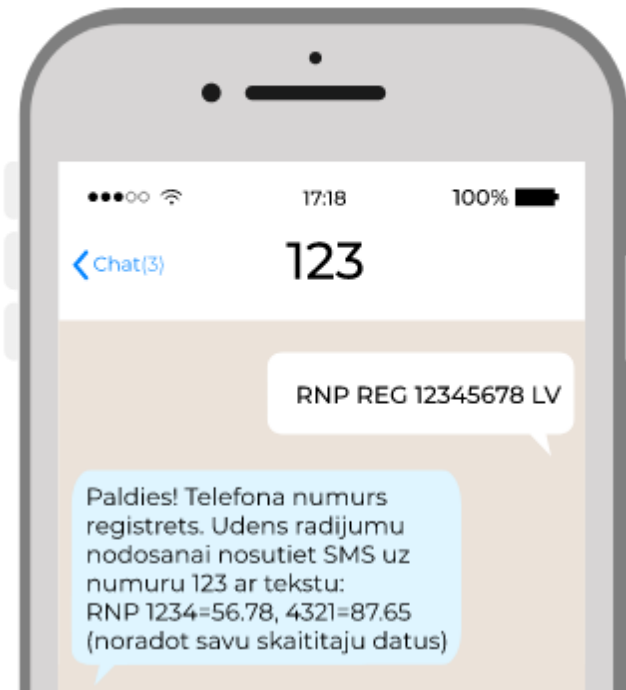 17:18
100%
Chat(3)
123
RNP REG 12345678 LV
Paldies! Telefona numurs
registrets. Udens radijumu
nodosanai nosutiet SMS uz
numuru 123 ar tekstu:
RNP 1234=56.78, 4321=87.65
(noradot savu skaititaju datus)